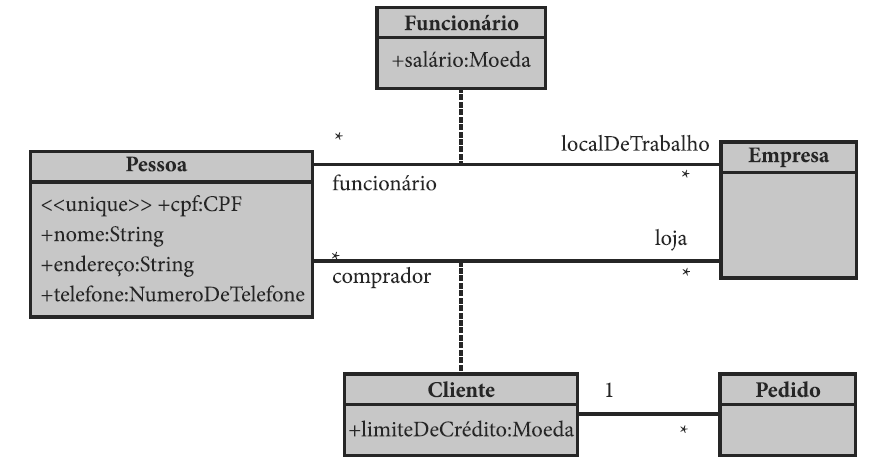 Funcionário
+salário:Moeda
*
localDeTrabalho
Pessoa
Empresa
funcionário
*
<<unique>> +cpf:CPF
+nome:String
loja
*
+endereço:String
comprador
*
+telefone:NumeroDeTelefone
Cliente
1
Pedido
+limiteDeCrédito:Moeda
*